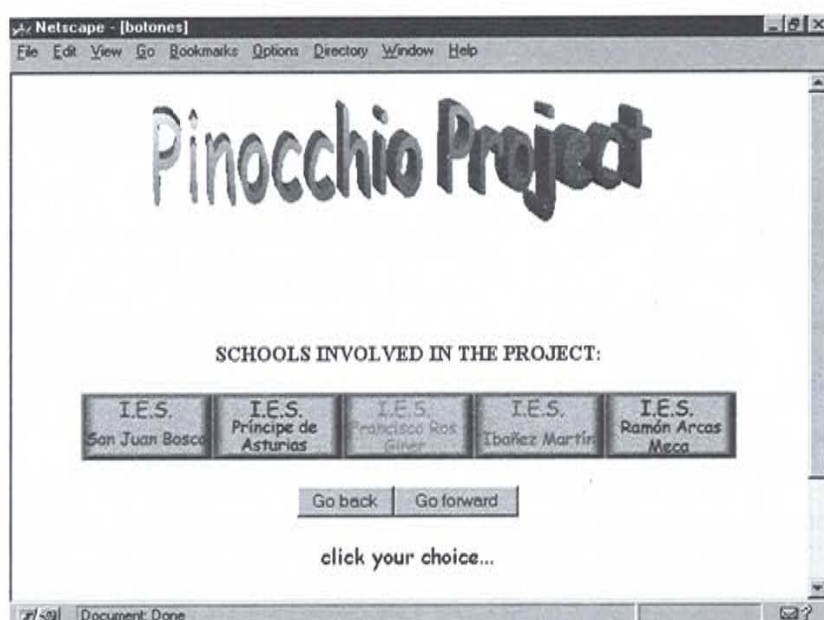 Netscape - [botones]
File Edit View Go Bookmarks Options Directory Window Help
Pinocchio Project
SCHOOLS INVOLVED IN THE PROJECT:
I.E.S.
San Juan Bosco
I.E.S.
Príncipe de
Asturias
I.E.S.
Francisco Ros
Giner
I.E.S.
Ibañez Martín
I.E.S.
Ramón Arcas
Meca
Go back Go forward
click your choice...
Document: Done